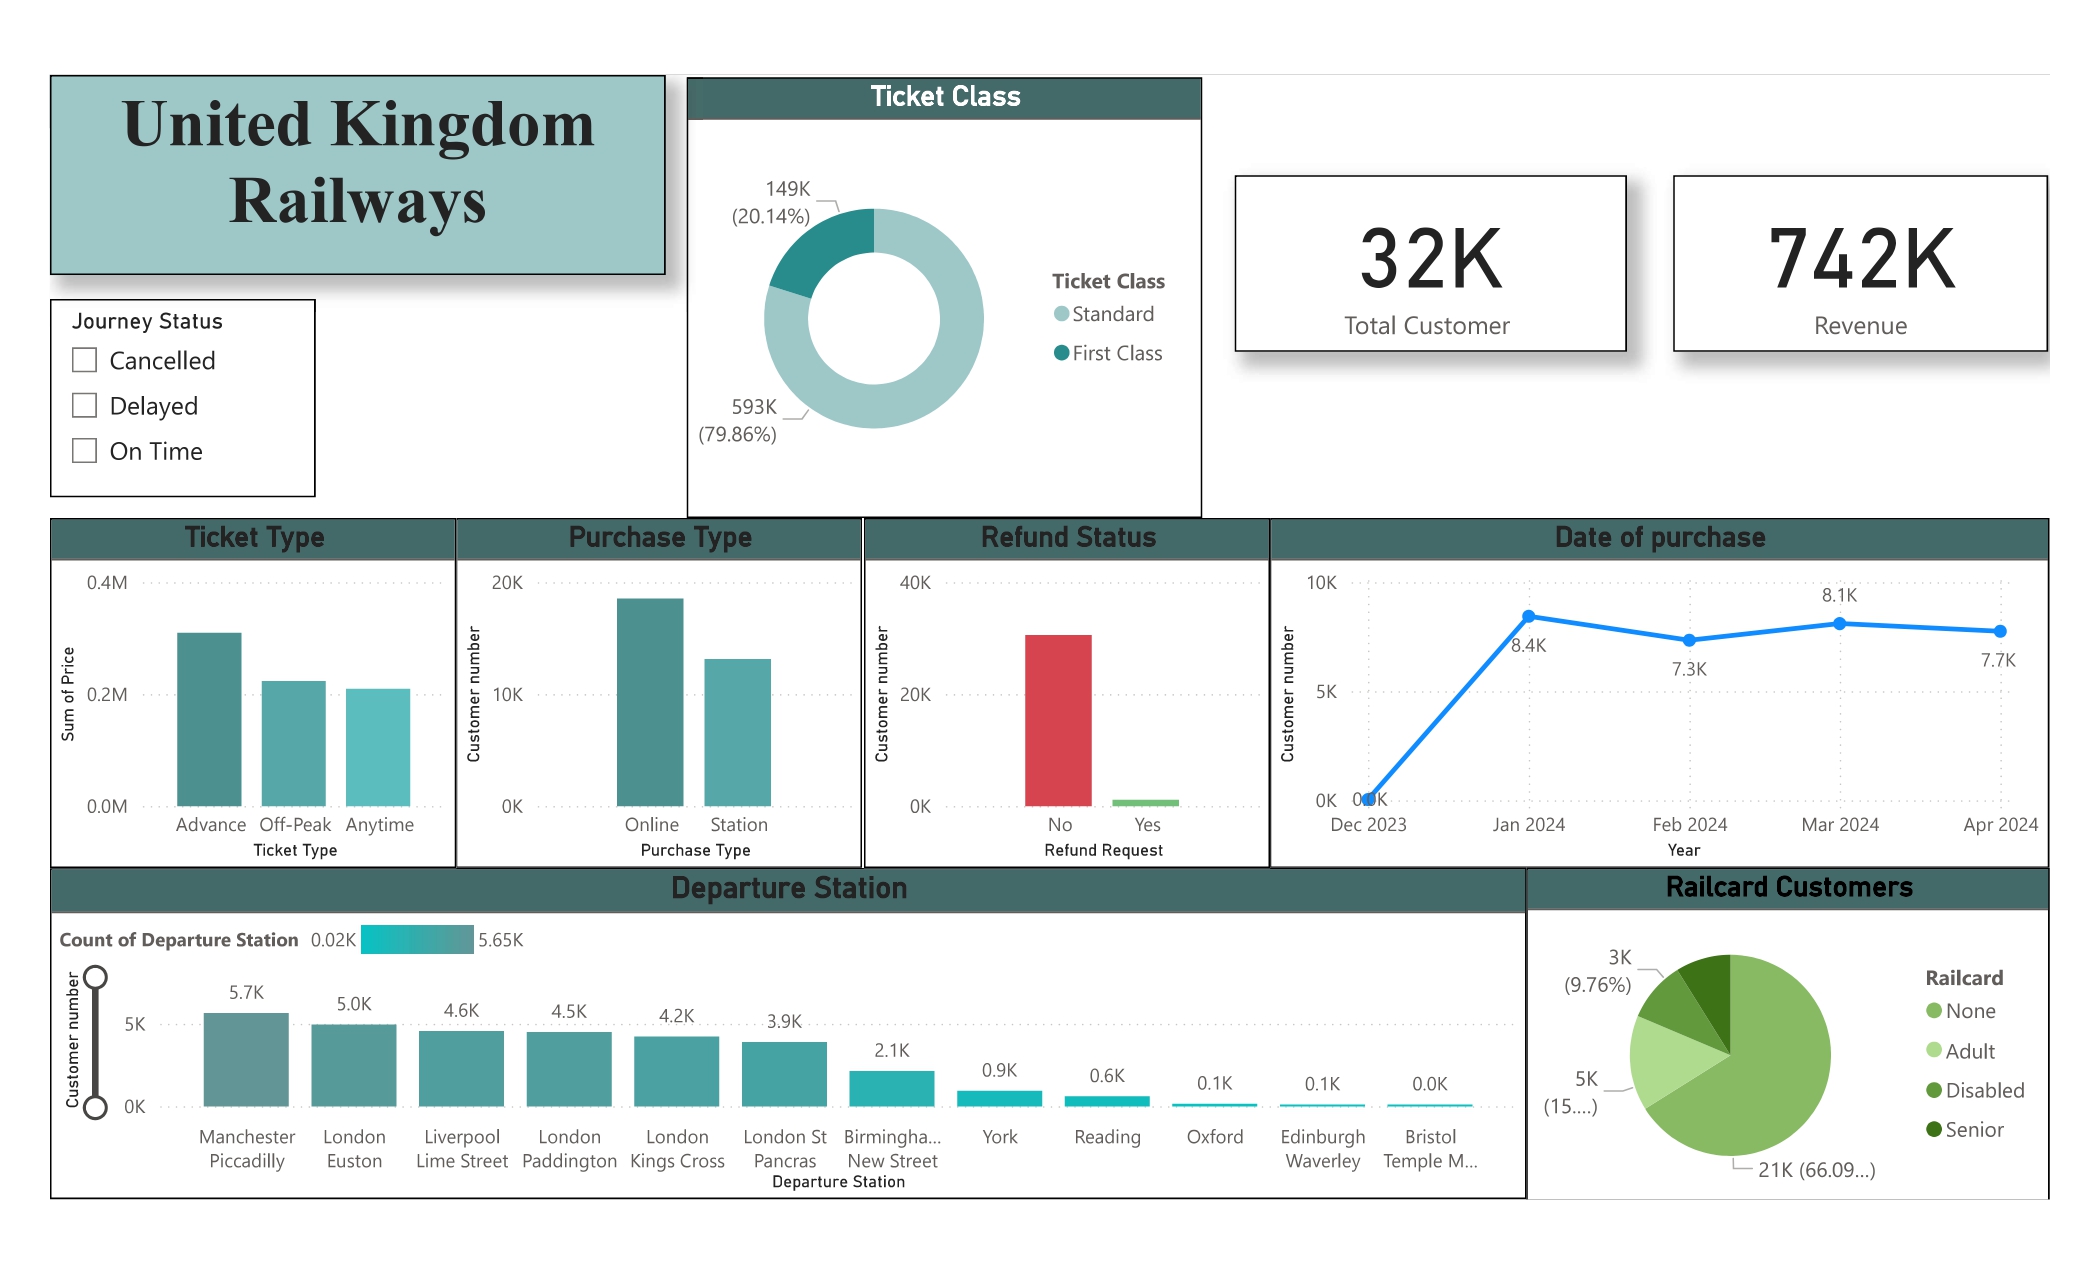 United Kingdom
Railways
Journey Status
Cancelled
Delayed
On Time
Ticket Class
149K
(20.14%)
593K
(79.86%)
Ticket Class
Standard
First Class
32K
Total Customer
742K
Revenue
Ticket Type
0.4M
0.2M
0.0M
Sum of Price
Advance Off-Peak Anytime
Ticket Type
Purchase Type
20K
10K
0K
Customer number
Online Station
Purchase Type
Refund Status
40K
20K
0K
Customer number
No Yes
Refund Request
Date of purchase
10K
5K
0K
Customer number
0.0K
8.4K
7.3K
8.1K
7.7K
Dec 2023 Jan 2024 Feb 2024 Mar 2024 Apr 2024
Year
Departure Station
Count of Departure Station 0.02K 5.65K
Customer number
5K
0K
5.7K 5.0K 4.6K 4.5K 4.2K 3.9K 2.1K 0.9K 0.6K 0.1K 0.1K 0.0K
Manchester London Liverpool London London London St Birmingha... York Reading Oxford Edinburgh Bristol
Piccadilly Euston Lime Street Paddington Kings Cross Pancras New Street Waverley Temple M...
Departure Station
Railcard Customers
3K
(9.76%)
5K
(15....)
21K (66.09...)
Railcard
None
Adult
Disabled
Senior